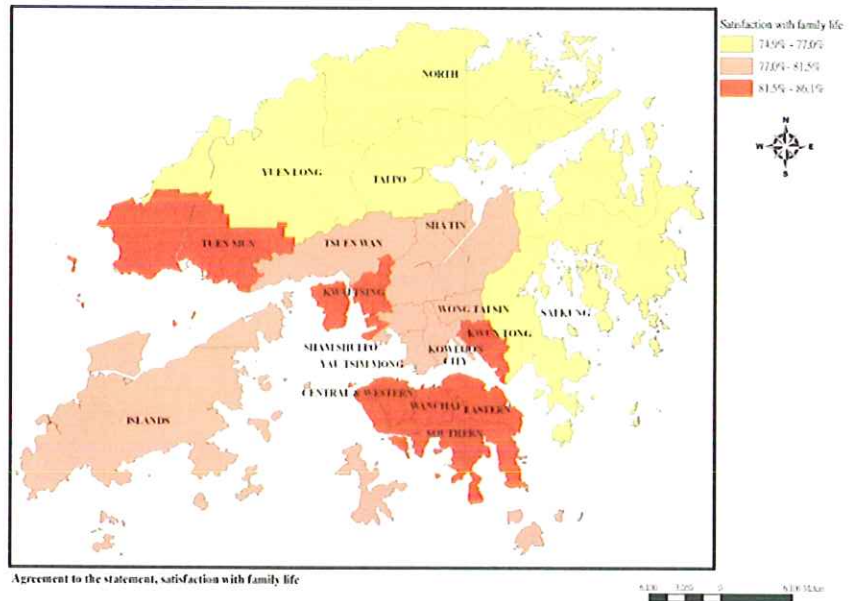 Satisfaction with family life
74.9% - 77.0%
77.0% - 81.5%
81.5% - 86.1%
N
W E
S
NORTH
YUEN LONG
TAI PO
TUEN MUN
TSUEN WAN
SHA TIN
KWAI TSING
WONG TAI SIN
SAI KUNG
KWUN TONG
SHAM SHUI PO
KOWLOON CITY
YAU TSIM MONG
CENTRAL & WESTERN
WANCHAI
EASTERN
ISLANDS
SOUTHERN
Agreement to the statement, satisfaction with family life
0